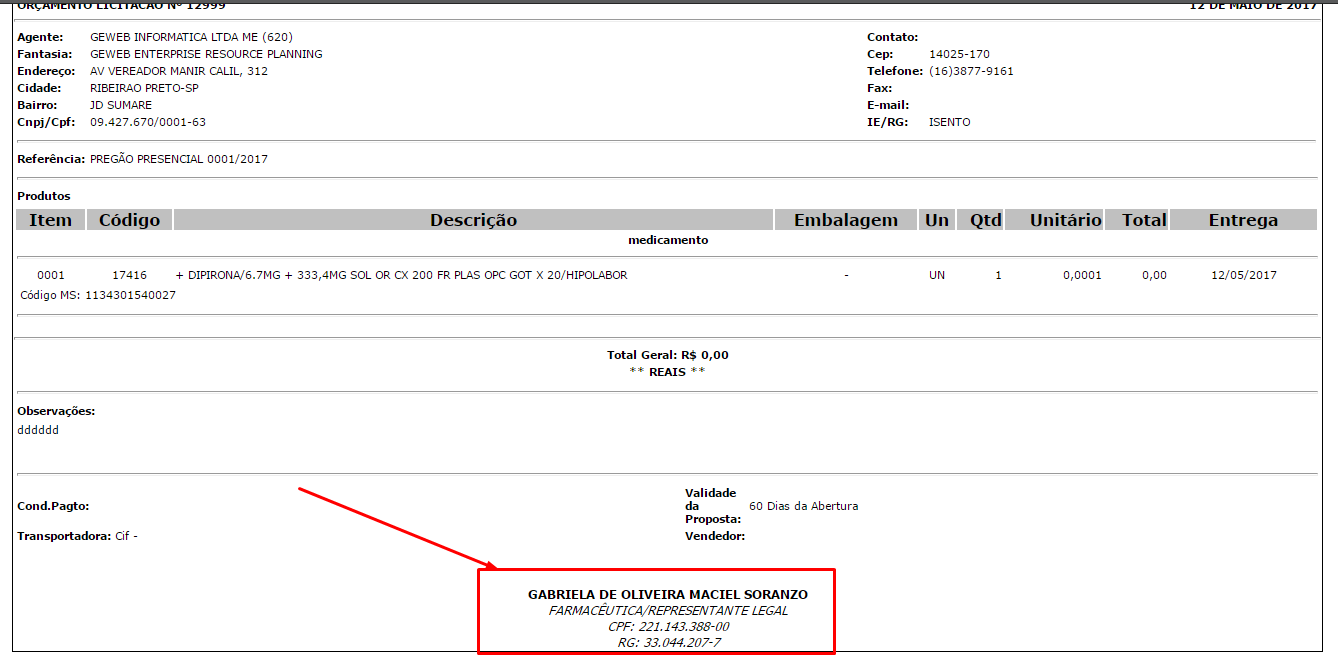 ORÇAMENTO LICITACAO Nº 12999 12 DE MAIO DE 2017
Agente: GEWEB INFORMATICA LTDA ME (620) Contato:
Fantasia: GEWEB ENTERPRISE RESOURCE PLANNING Cep: 14025-170
Endereço: AV VEREADOR MANIR CALIL, 312 Telefone: (16)3877-9161
Cidade: RIBEIRAO PRETO-SP Fax:
Bairro: JD SUMARE E-mail:
Cnpj/Cpf: 09.427.670/0001-63 IE/RG: ISENTO
Referência: PREGÃO PRESENCIAL 0001/2017
Produtos
Item Código Descrição Embalagem Un Qtd Unitário Total Entrega
medicamento
0001 17416 + DIPIRONA/6.7MG + 333,4MG SOL OR CX 200 FR PLAS OPC GOT X 20/HIPOLABOR - UN 1 0,0001 0,00 12/05/2017
Código MS: 1134301540027
Total Geral: R$ 0,00
** REAIS **
Observações:
dddddd
Cond.Pagto:
Validade
da
Proposta: 60 Dias da Abertura
Transportadora: Cif - Vendedor:
GABRIELA DE OLIVEIRA MACIEL SORANZO
FARMACÊUTICA/REPRESENTANTE LEGAL
CPF: 221.143.388-00
RG: 33.044.207-7